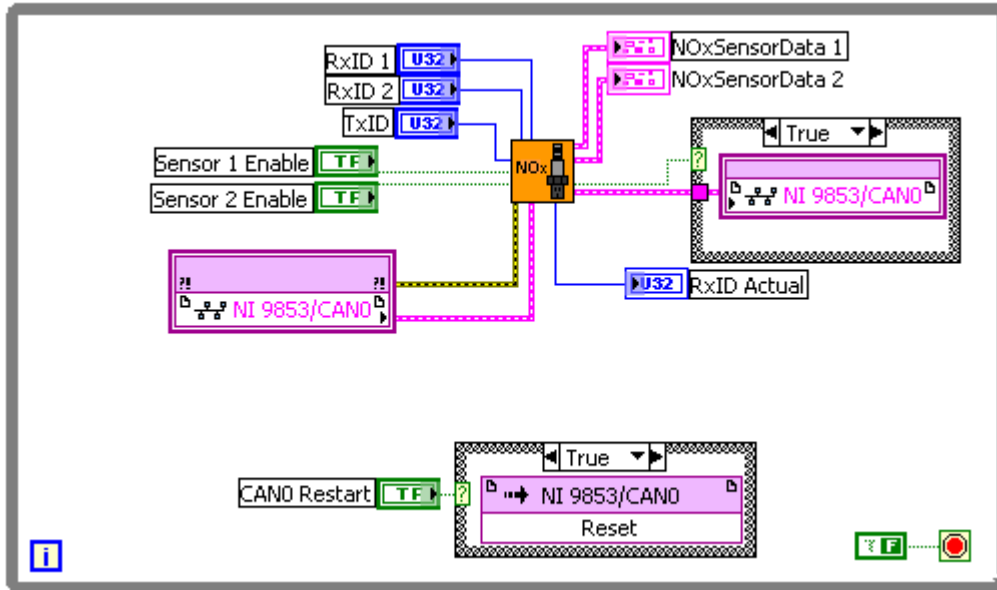 RxID 1 U32
RxID 2 U32
TxID U32
Sensor 1 Enable TF
Sensor 2 Enable TF
NOx
NOxSensorData 1
NOxSensorData 2
True
?
NI 9853/CAN0
?! ?!
NI 9853/CAN0
U32 RxID Actual
True
CAN0 Restart TF ?
NI 9853/CAN0
Reset
i
F